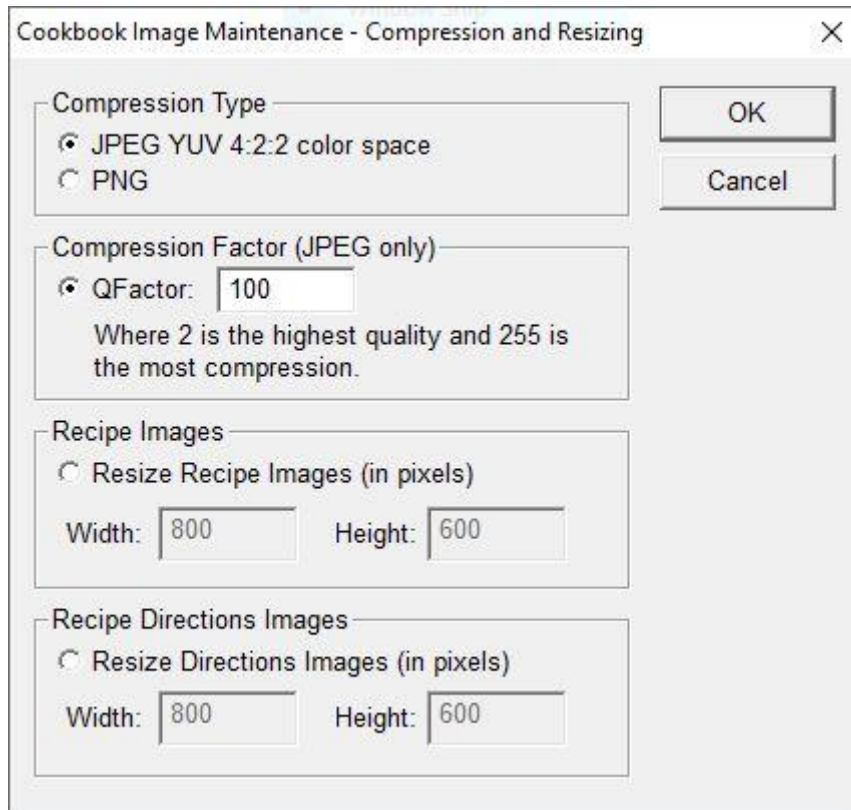 Window Snip
Cookbook Image Maintenance - Compression and Resizing
Compression Type
OK
JPEG YUV 4:2:2 color space
PNG
Cancel
Compression Factor (JPEG only)
QFactor: 100
Where 2 is the highest quality and 255 is
the most compression.
Recipe Images
Resize Recipe Images (in pixels)
Width: 800 Height: 600
Recipe Directions Images
Resize Directions Images (in pixels)
Width: 800 Height: 600